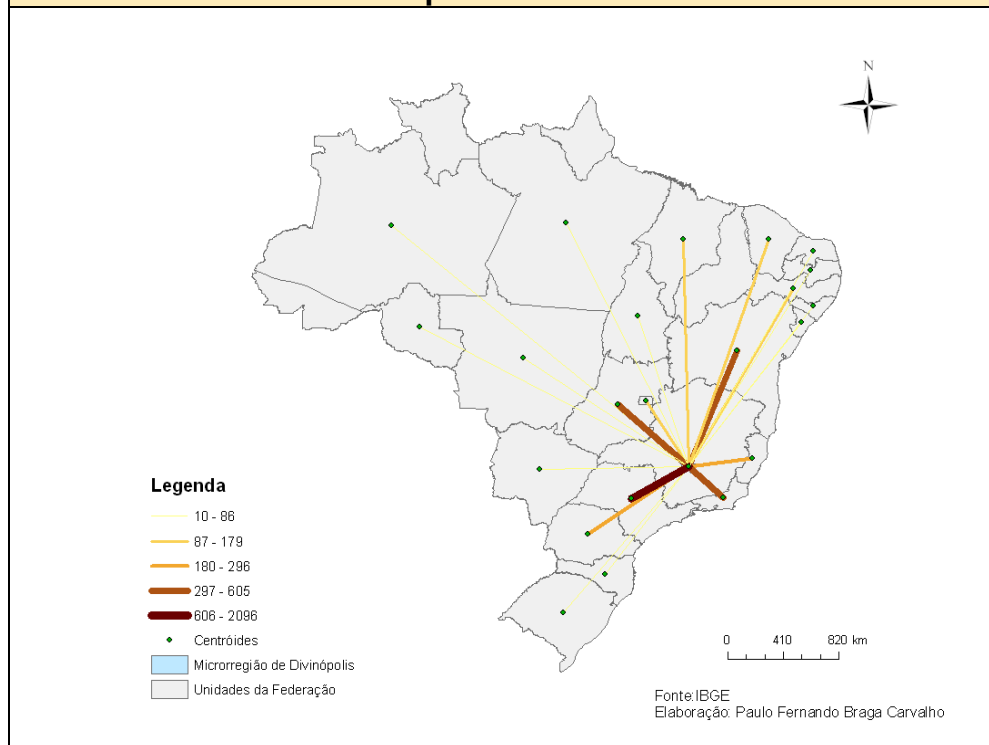 N
Legenda
10 - 86
87 - 179
180 - 296
297 - 605
606 - 2096
Centróides
Microrregião de Divinópolis
Unidades da Federação
0 410 820 km
Fonte:IBGE
Elaboração: Paulo Fernando Braga Carvalho